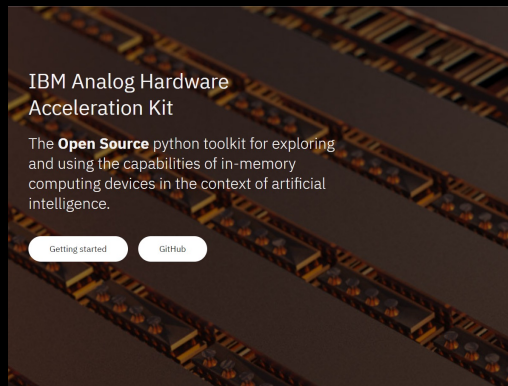 IBM Analog Hardware
Acceleration Kit
The Open Source python toolkit for exploring
and using the capabilities of in-memory
computing devices in the context of artificial
intelligence.
Getting started
GitHub